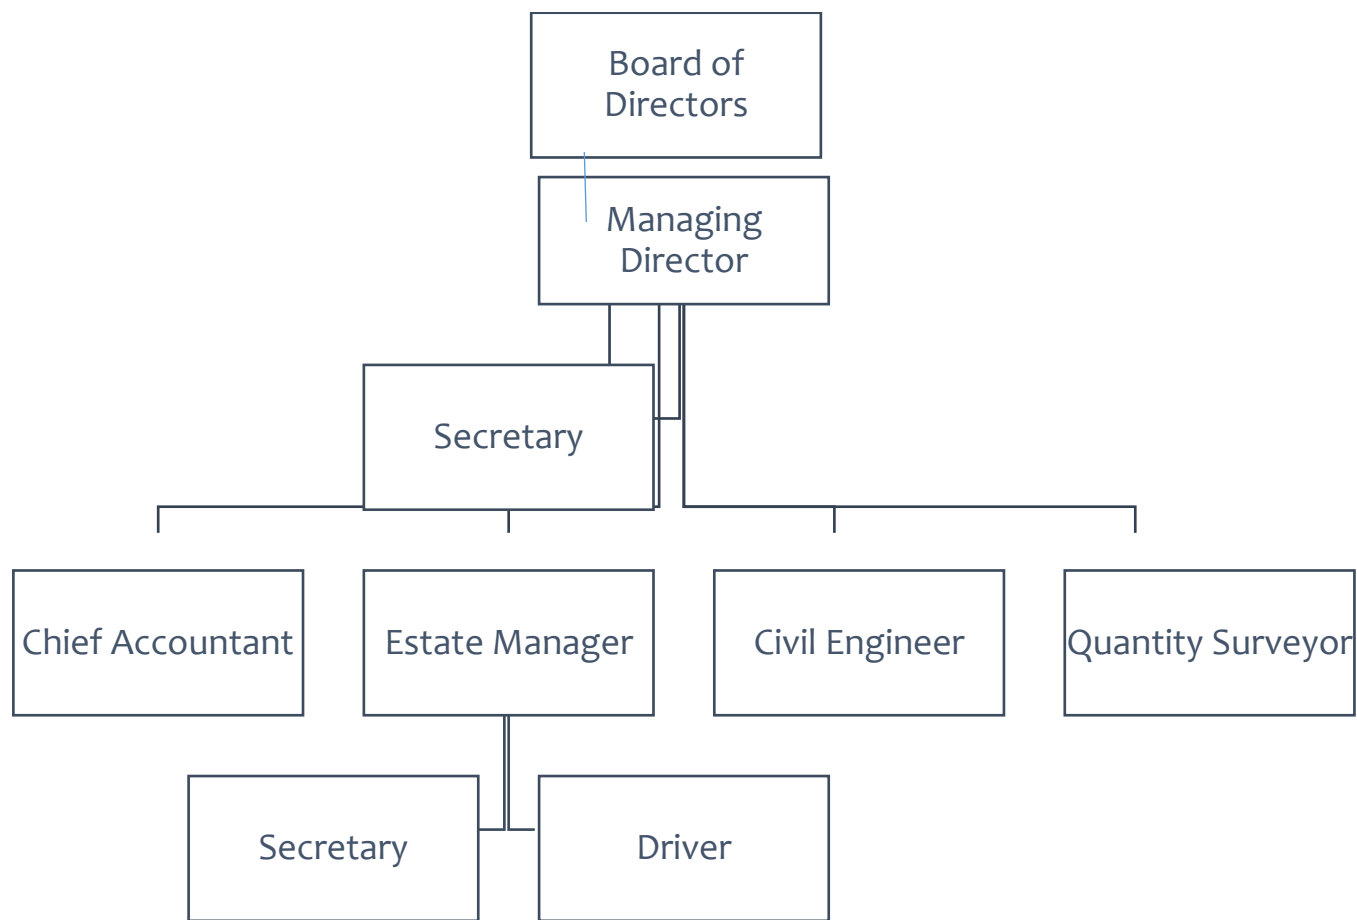 Board of
Directors
Managing
Director
Secretary
Chief Accountant
Estate Manager
Civil Engineer
Quantity Surveyor
Secretary
Driver